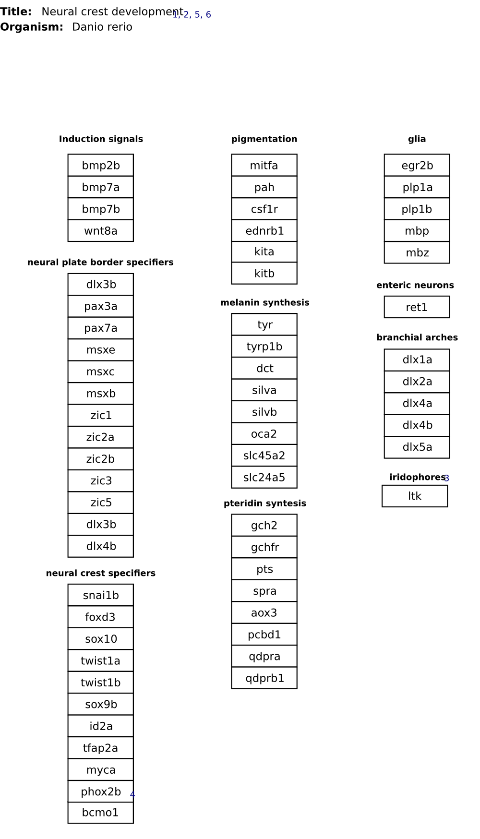 Title: Neural crest development 1, 2, 5, 6
Organism: Danio rerio
Induction signals
bmp2b
bmp7a
bmp7b
wnt8a
neural plate border specifiers
dlx3b
pax3a
pax7a
msxe
msxc
msxb
zic1
zic2a
zic2b
zic3
zic5
dlx3b
dlx4b
neural crest specifiers
snai1b
foxd3
sox10
twist1a
twist1b
sox9b
id2a
tfap2a
myca
phox2b 4
bcmo1
pigmentation
mitfa
pah
csf1r
ednrb1
kita
kitb
melanin synthesis
tyr
tyrp1b
dct
silva
silvb
oca2
slc45a2
slc24a5
pteridin syntesis
gch2
gchfr
pts
spra
aox3
pcbd1
qdpra
qdprb1
glia
egr2b
plp1a
plp1b
mbp
mbz
enteric neurons
ret1
branchial arches
dlx1a
dlx2a
dlx4a
dlx4b
dlx5a
iridophores 3
ltk